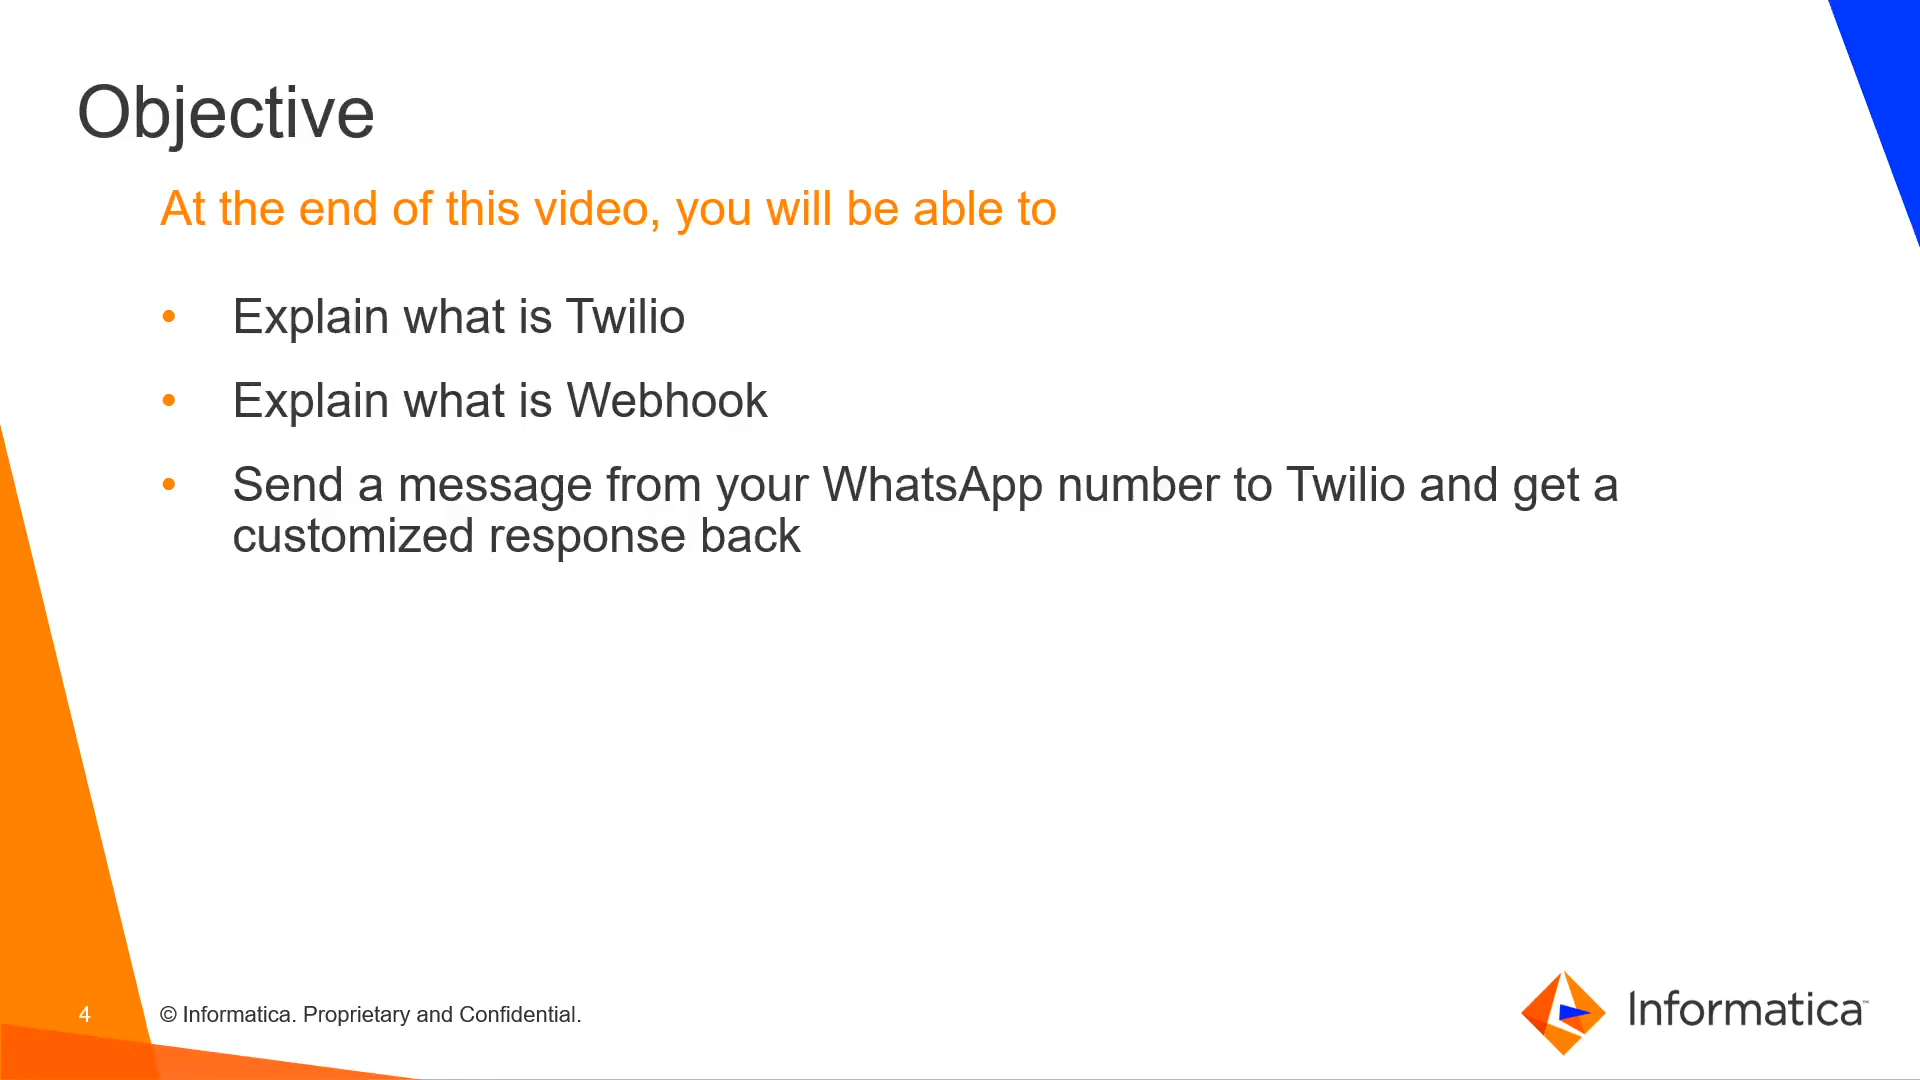 Objective
At the end of this video, you will be able to
• Explain what is Twilio
• Explain what is Webhook
• Send a message from your WhatsApp number to Twilio and get a
customized response back
4
© Informatica. Proprietary and Confidential.
Informatica™